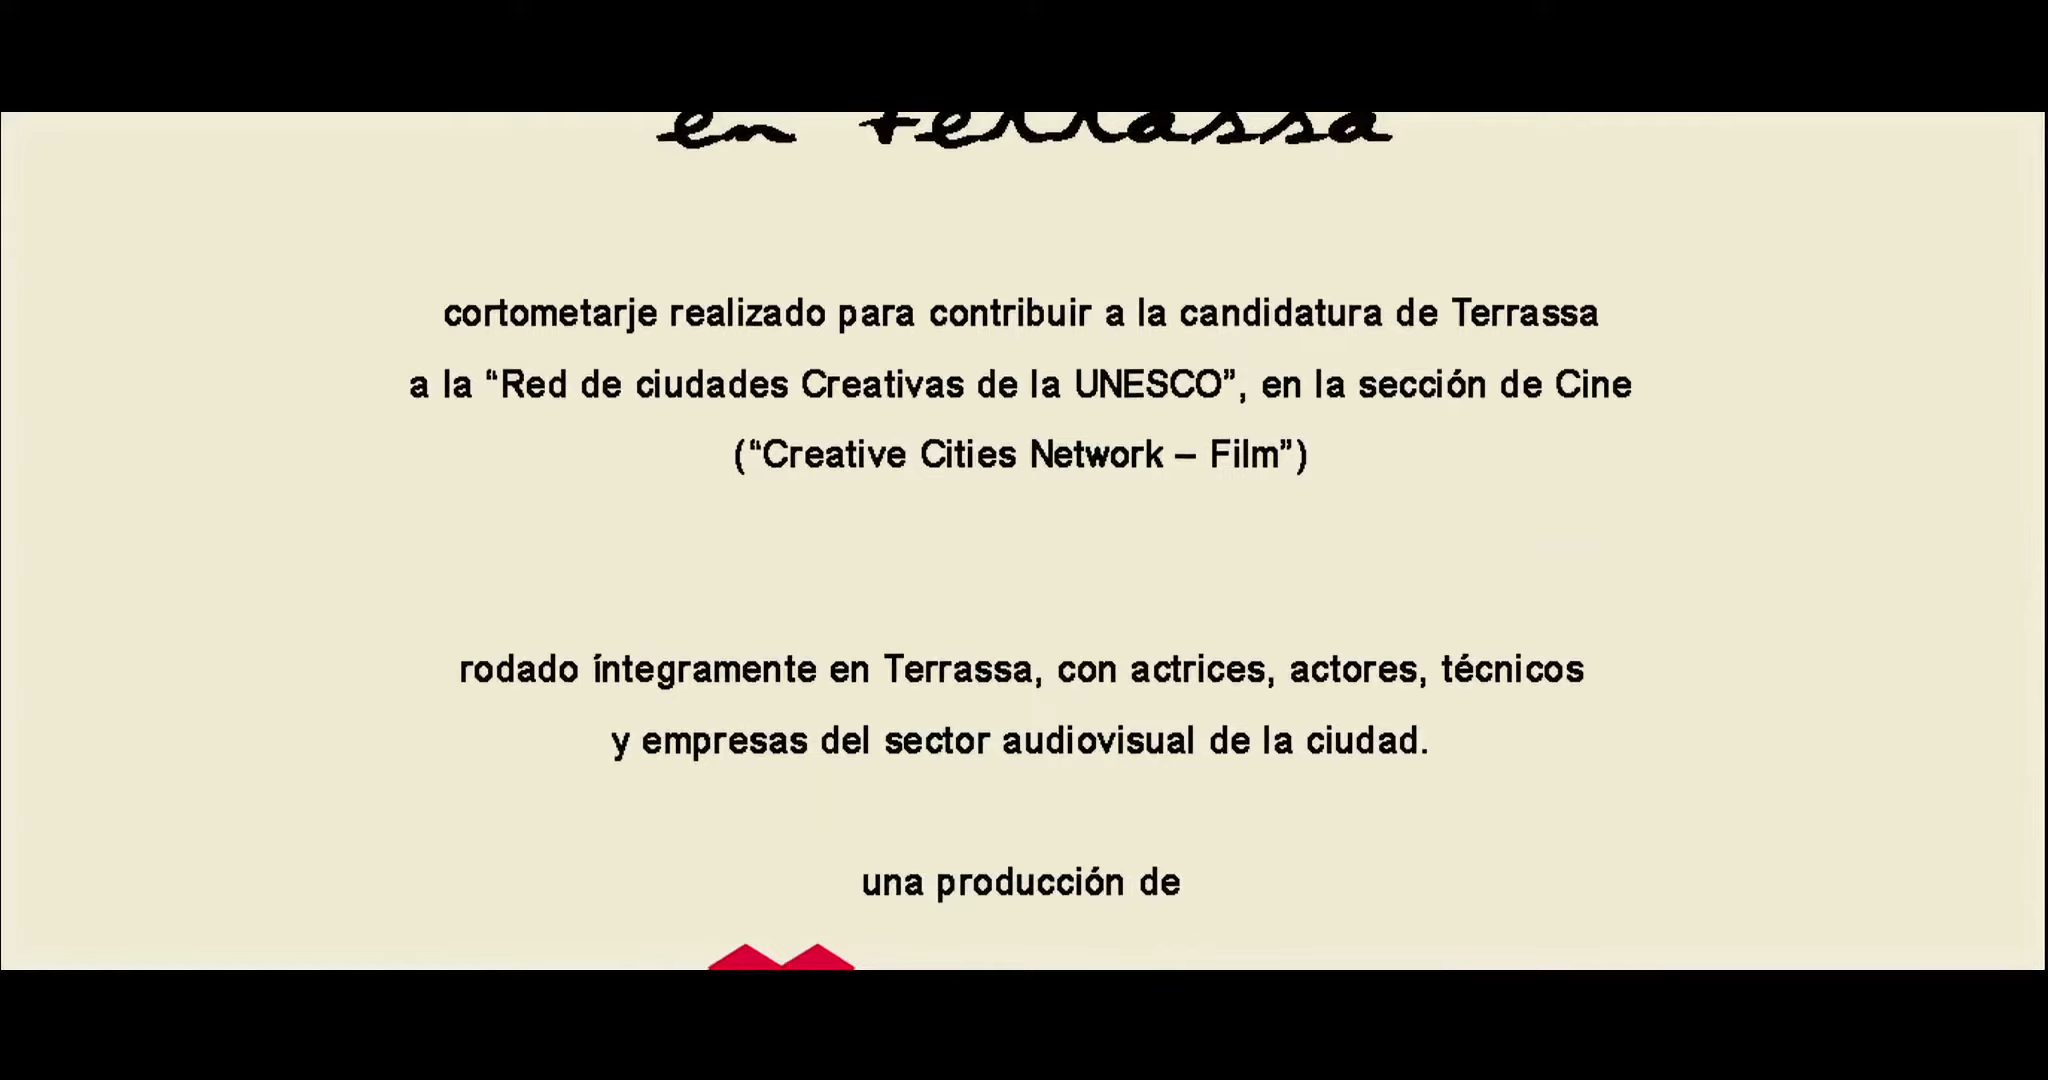 en terrassa
cortometarje realizado para contribuir a la candidatura de Terrassa
a la “Red de ciudades Creativas de la UNESCO”, en la sección de Cine
(“Creative Cities Network – Film”)
rodado íntegramente en Terrassa, con actrices, actores, técnicos
y empresas del sector audiovisual de la ciudad.
una producción de